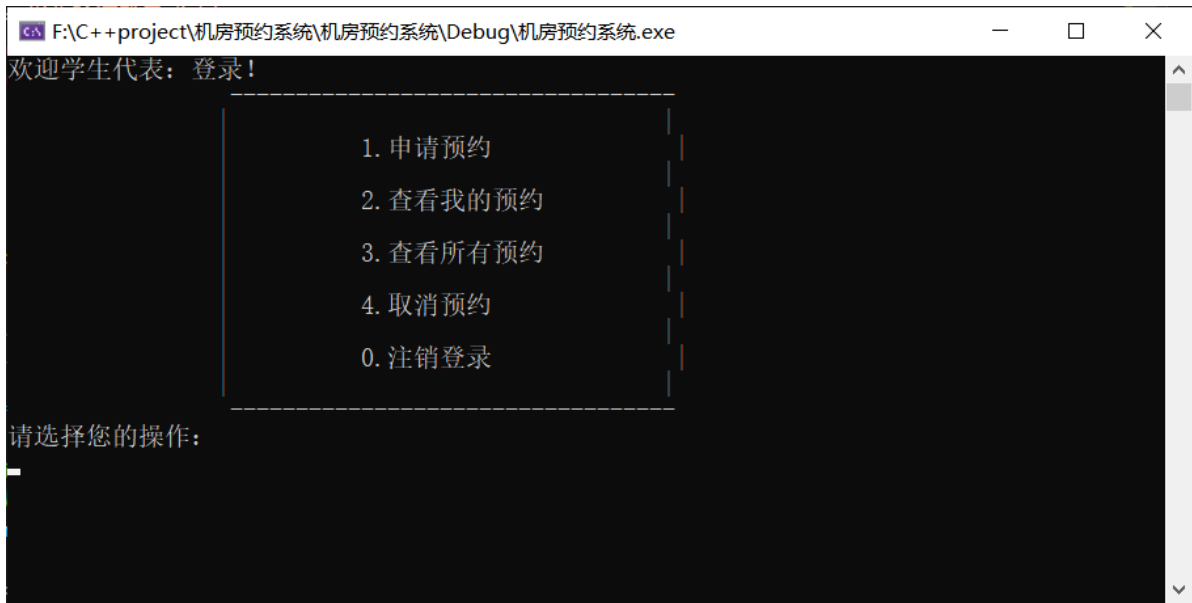 F:\C++project\机房预约系统\机房预约系统\Debug\机房预约系统.exe
欢迎学生代表：登录！
1.申请预约
2.查看我的预约
3.查看所有预约
4.取消预约
0.注销登录
请选择您的操作：